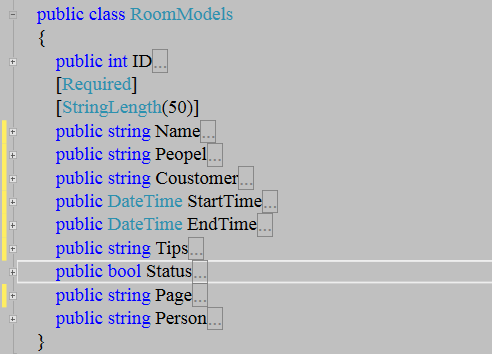 public class RoomModels
{
public int ID...
[Required]
[StringLength(50)]
public string Name...
public string Peopel...
public string Coustomer...
public DateTime StartTime...
public DateTime EndTime...
public string Tips...
public bool Status...
public string Page...
public string Person...
}